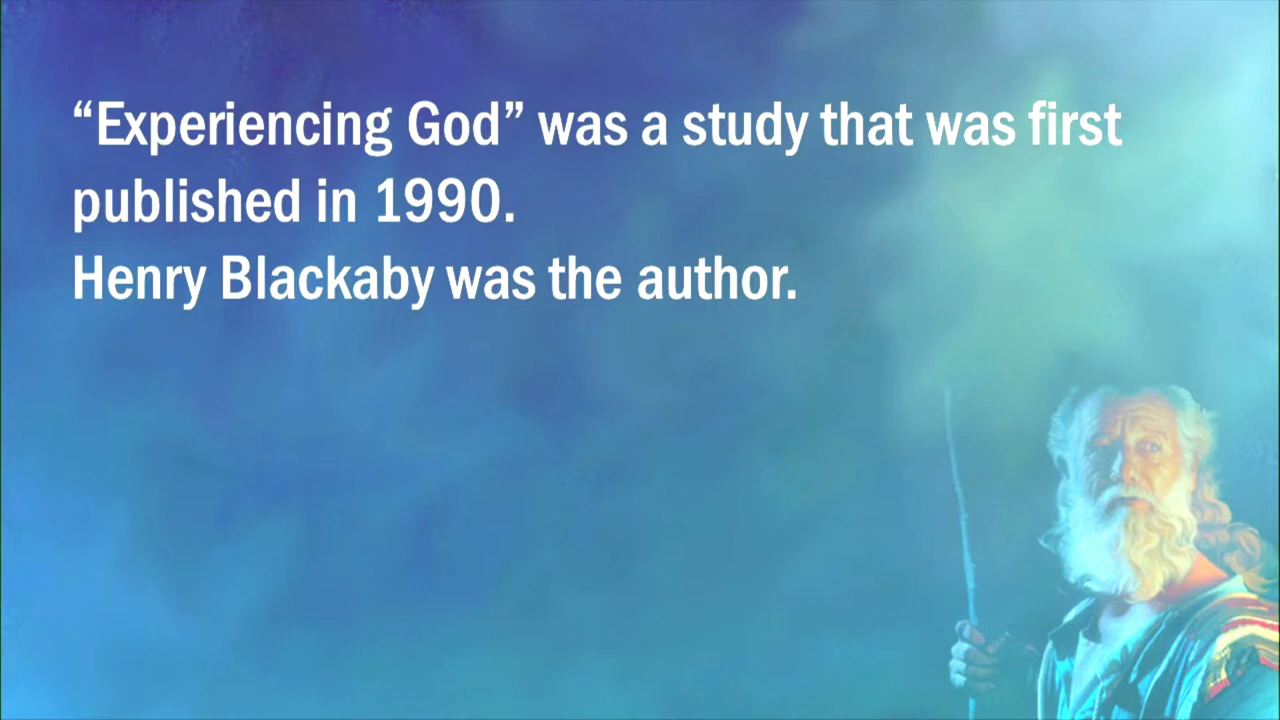 “Experiencing God” was a study that was first
published in 1990.
Henry Blackaby was the author.